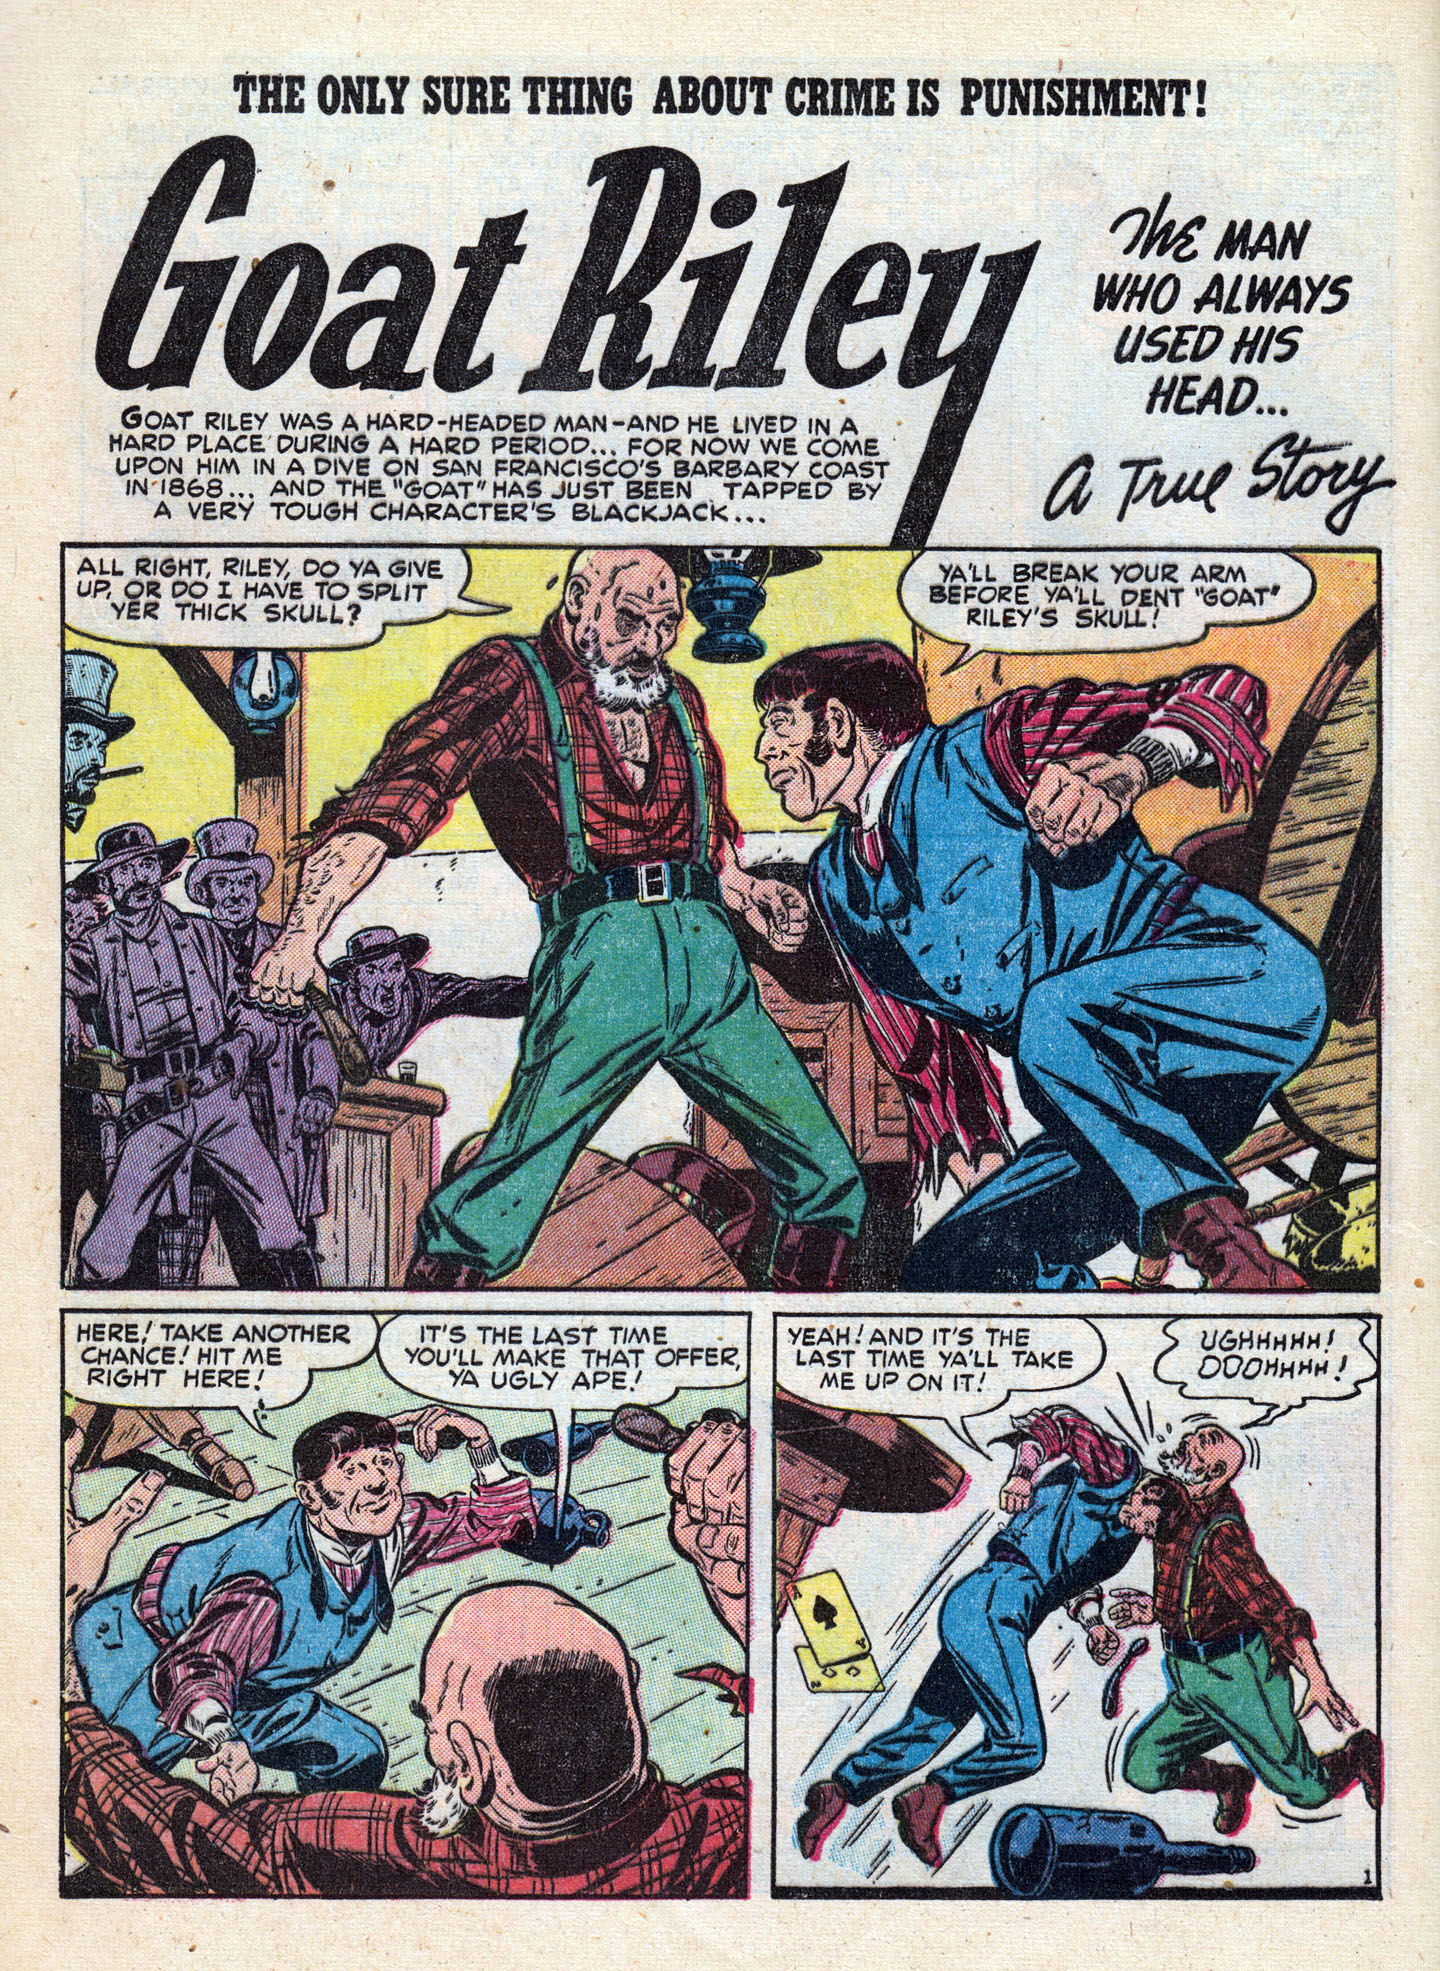 THE ONLY SURE THING ABOUT CRIME IS PUNISHMENT!
Goat Riley
The MAN
WHO ALWAYS
USED HIS
HEAD...
A True Story
GOAT RILEY WAS A HARD-HEADED MAN-AND HE LIVED IN A
HARD PLACE DURING A HARD PERIOD... FOR NOW WE COME
UPON HIM IN A DIVE ON SAN FRANCISCO'S BARBARY COAST
IN 1868... AND THE "GOAT" HAS JUST BEEN TAPPED BY
A VERY TOUGH CHARACTER'S BLACKJACK...
ALL RIGHT, RILEY, DO YA GIVE
UP, OR DO I HAVE TO SPLIT
YER THICK SKULL?
YA'LL BREAK YOUR ARM
BEFORE YA'LL DENT "GOAT"
RILEY'S SKULL!
HERE! TAKE ANOTHER
CHANCE! HIT ME
RIGHT HERE!
IT'S THE LAST TIME
YOU'LL MAKE THAT OFFER,
YA UGLY APE!
YEAH! AND IT'S THE
LAST TIME YA'LL TAKE
ME UP ON IT!
UGHHHHH!
OOOHHHH!
A
2
1